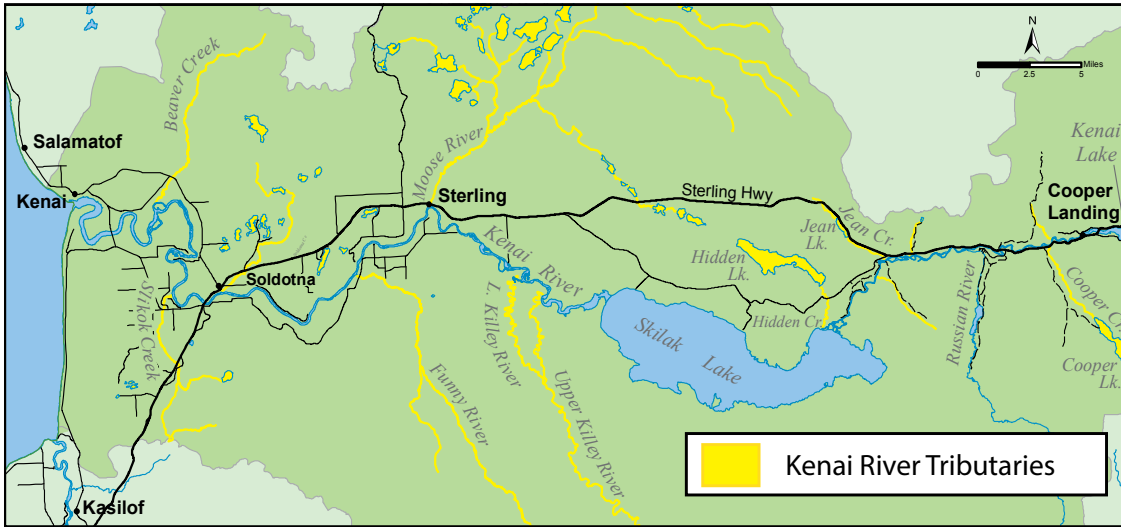 N
0 2.5 5 Miles
Beaver Creek
Salamatof
Kenai
Moose River
Sterling
Sterling Hwy
Kenai
Lake
Cooper
Landing
Jean Cr.
Jean
Lk.
Hidden
Lk.
Kenai River
Soldotna
Slikok Creek
L. Killey River
Hidden Cr.
Russian River
Cooper Cr.
Cooper
Lk.
Skilak
Lake
Funny River
Upper Killey River
Kasilof
Kenai River Tributaries